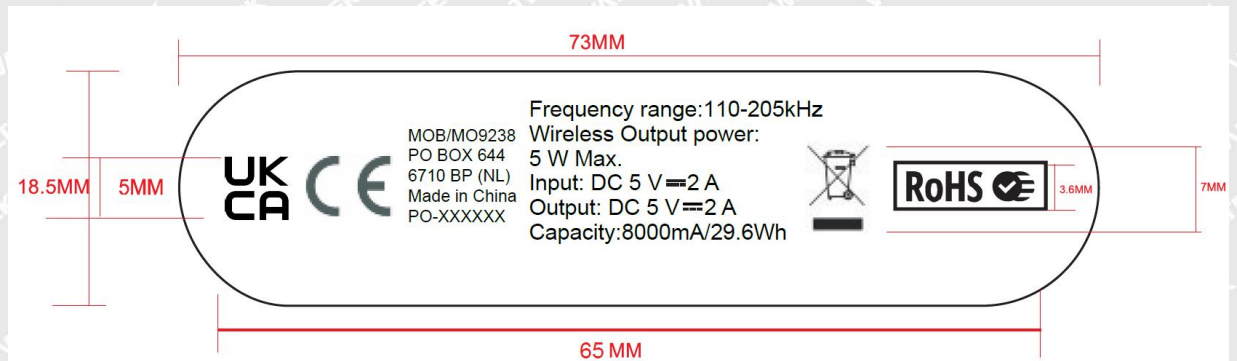 73MM
18.5MM
5MM
UK
CA
CE
MOB/MO9238
PO BOX 644
6710 BP (NL)
Made in China
PO-XXXXXX
Frequency range:110-205kHz
Wireless Output power:
5 W Max.
Input: DC 5 V⎓2 A
Output: DC 5 V⎓2 A
Capacity:8000mA/29.6Wh
RoHS
3.6MM
7MM
65 MM